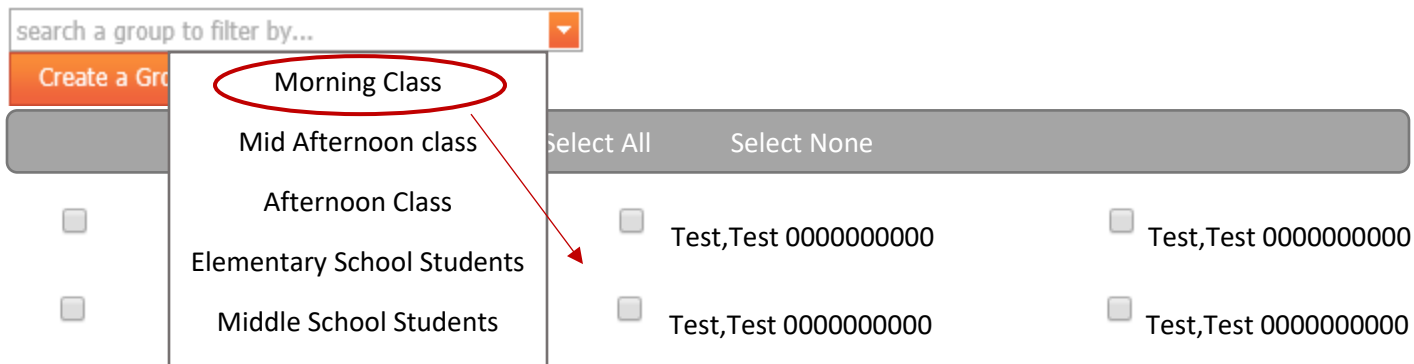 search a group to filter by...
Create a Gro
Morning Class
Mid Afternoon class
Afternoon Class
Elementary School Students
Middle School Students
Select All Select None
Test,Test 0000000000 Test,Test 0000000000
Test,Test 0000000000 Test,Test 0000000000